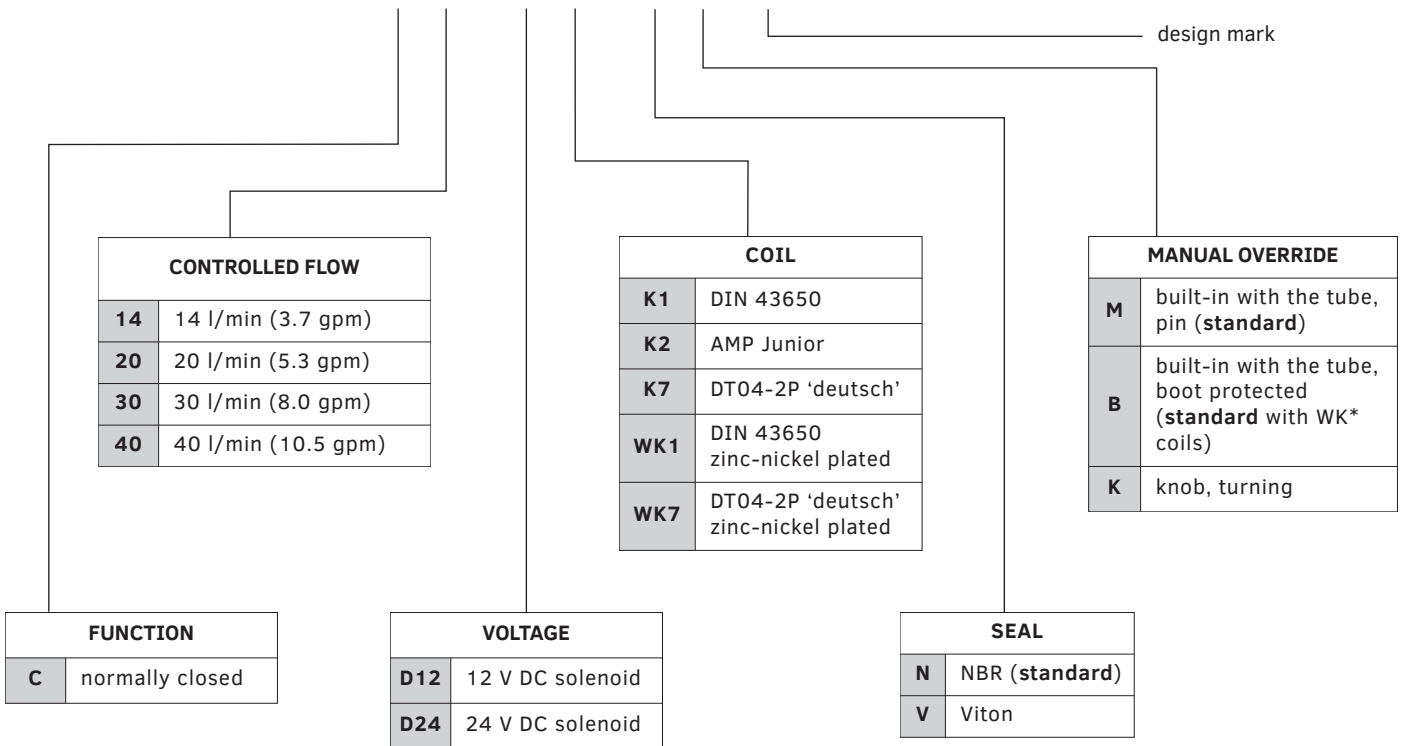 design mark
CONTROLLED FLOW
14 14 l/min (3.7 gpm)
20 20 l/min (5.3 gpm)
30 30 l/min (8.0 gpm)
40 40 l/min (10.5 gpm)
COIL
K1 DIN 43650
K2 AMP Junior
K7 DT04-2P ‘deutsch’
WK1 DIN 43650
zinc-nickel plated
WK7 DT04-2P ‘deutsch’
zinc-nickel plated
MANUAL OVERRIDE
M built-in with the tube,
pin (standard)
B built-in with the tube,
boot protected
(standard with WK*
coils)
K knob, turning
FUNCTION
C normally closed
VOLTAGE
D12 12 V DC solenoid
D24 24 V DC solenoid
SEAL
N NBR (standard)
V Viton